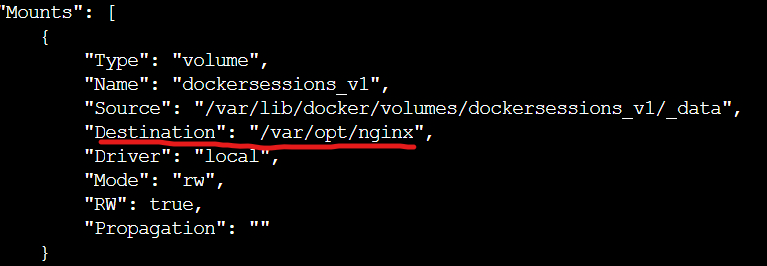 "Mounts": [
{
"Type": "volume",
"Name": "dockersessions_v1",
"Source": "/var/lib/docker/volumes/dockersessions_v1/_data",
"Destination": "/var/opt/nginx",
"Driver": "local",
"Mode": "rw",
"RW": true,
"Propagation": ""
}